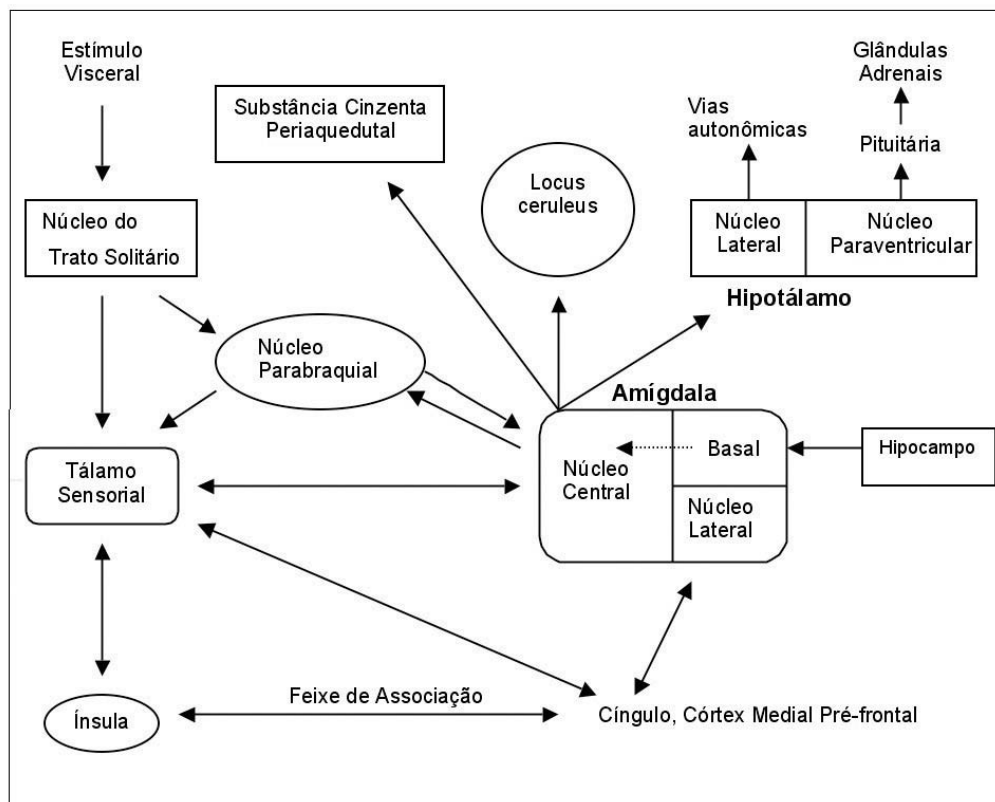 Estímulo
Visceral
Glândulas
Adrenais
Substância Cinzenta
Periaquedutal
Vias
autonômicas
Pituitária
Locus
ceruleus
Núcleo do
Trato Solitário
Núcleo
Lateral
Núcleo
Paraventricular
Hipotálamo
Núcleo
Parabraquial
Amígdala
Tálamo
Sensorial
Núcleo
Central
Basal
Núcleo
Lateral
Hipocampo
Feixe de Associação
Ínsula
Cíngulo, Córtex Medial Pré-frontal